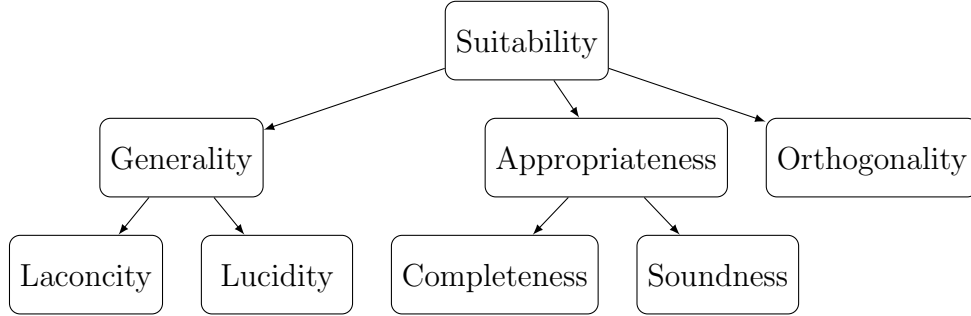 Suitability
Generality
Appropriateness
Orthogonality
Laconcity
Lucidity
Completeness
Soundness